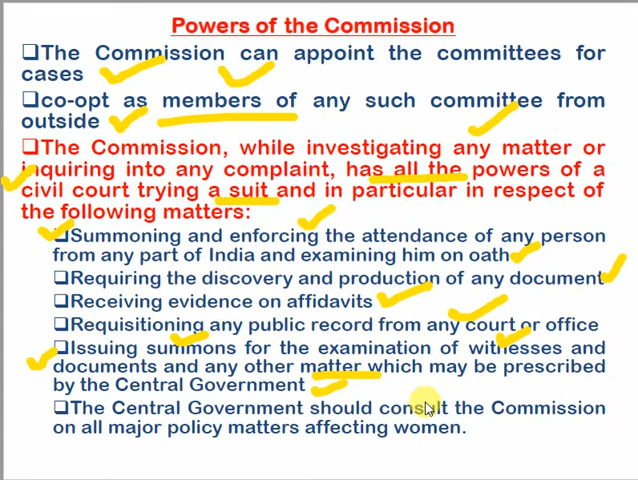 Powers of the Commission
❑The Commission can appoint the committees for
cases
❑co-opt as members of any such committee from
outside
❑The Commission, while investigating any matter or
inquiring into any complaint, has all the powers of a
civil court trying a suit and in particular in respect of
the following matters:
❑Summoning and enforcing the attendance of any person
from any part of India and examining him on oath
❑Requiring the discovery and production of any document
❑Receiving evidence on affidavits
❑Requisitioning any public record from any court or office
❑Issuing summons for the examination of witnesses and
documents and any other matter which may be prescribed
by the Central Government
❑The Central Government should consult the Commission
on all major policy matters affecting women.